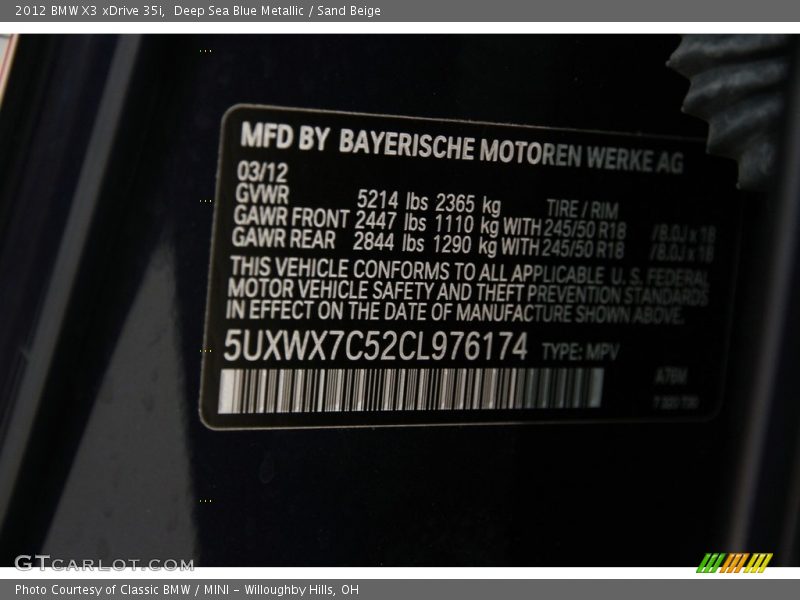 2012 BMW X3 xDrive 35i, Deep Sea Blue Metallic / Sand Beige
MFD BY BAYERISCHE MOTOREN WERKE AG
03/12
GVWR 5214 lbs 2365 kg TIRE / RIM
GAWR FRONT 2447 lbs 1110 kg WITH 245/50 R18 / 8.0J x 18
GAWR REAR 2844 lbs 1290 kg WITH 245/50 R18 / 8.0J x 18
THIS VEHICLE CONFORMS TO ALL APPLICABLE U. S. FEDERAL
MOTOR VEHICLE SAFETY AND THEFT PREVENTION STANDARDS
IN EFFECT ON THE DATE OF MANUFACTURE SHOWN ABOVE.
5UXWX7C52CL976174 TYPE: MPV
A76M
GTCARLOT.COM
Photo Courtesy of Classic BMW / MINI - Willoughby Hills, OH